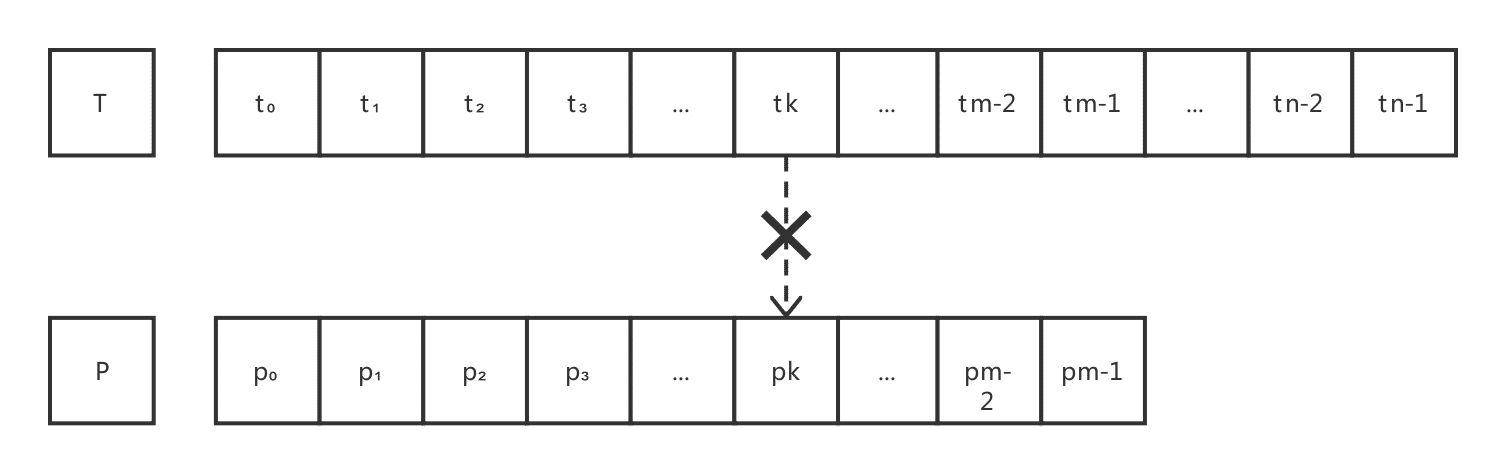 T t₀ t₁ t₂ t₃ ... tk ... tm-2 tm-1 ... tn-2 tn-1
P p₀ p₁ p₂ p₃ ... pk ... pm-
2
pm-1